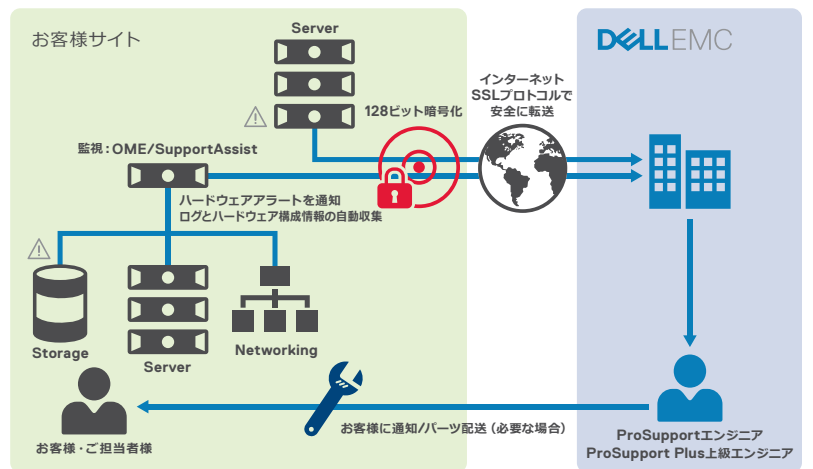 お客様サイト
Server
DELL EMC
インターネット
SSLプロトコルで
安全に転送
128ビット暗号化
監視：OME/SupportAssist
ハードウェアアラートを通知
ログとハードウェア構成情報の自動収集
Storage
Server
Networking
お客様に通知/パーツ配送（必要な場合）
お客様・ご担当者様
ProSupportエンジニア
ProSupport Plus上級エンジニア